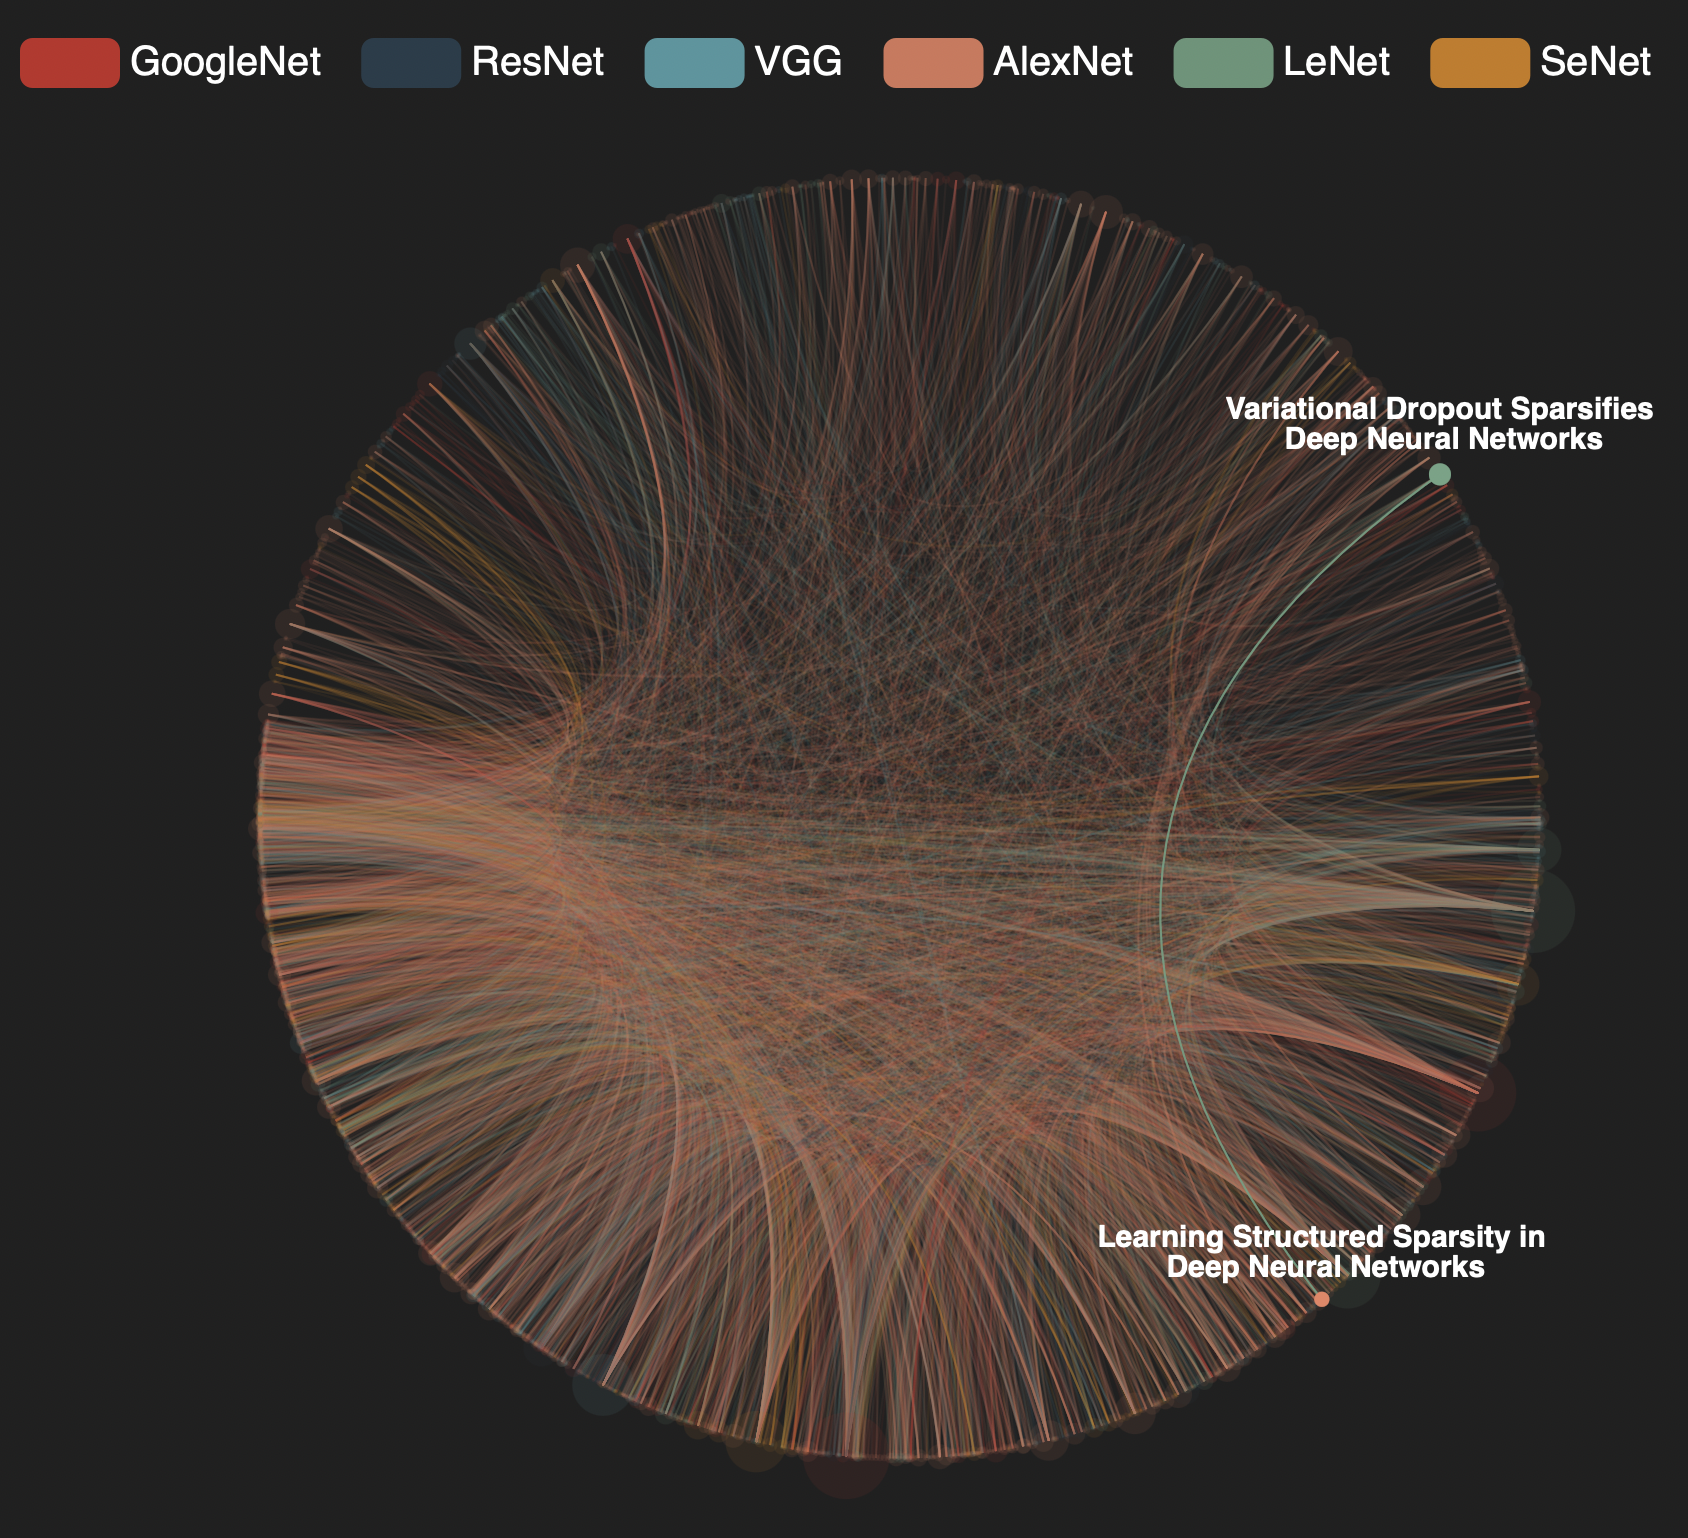 GoogleNet ResNet VGG AlexNet LeNet SeNet
Variational Dropout Sparsifies
Deep Neural Networks
Learning Structured Sparsity in
Deep Neural Networks